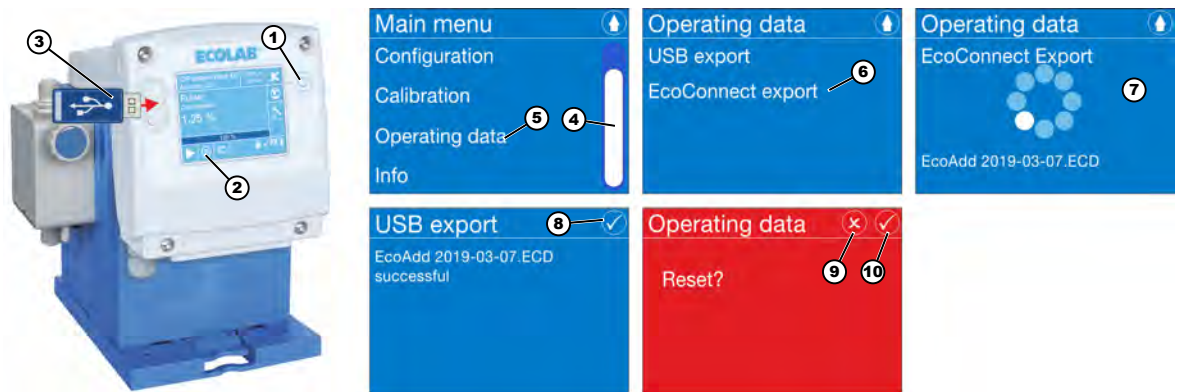 3
1
ECOLAB
1.25 %
2
Main menu
Configuration
Calibration
5
4
Operating data
Info
Operating data
USB export
6
EcoConnect export
Operating data
EcoConnect Export
7
EcoAdd 2019-03-07.ECD
USB export
8
EcoAdd 2019-03-07.ECD
successful
Operating data
9
10
Reset?